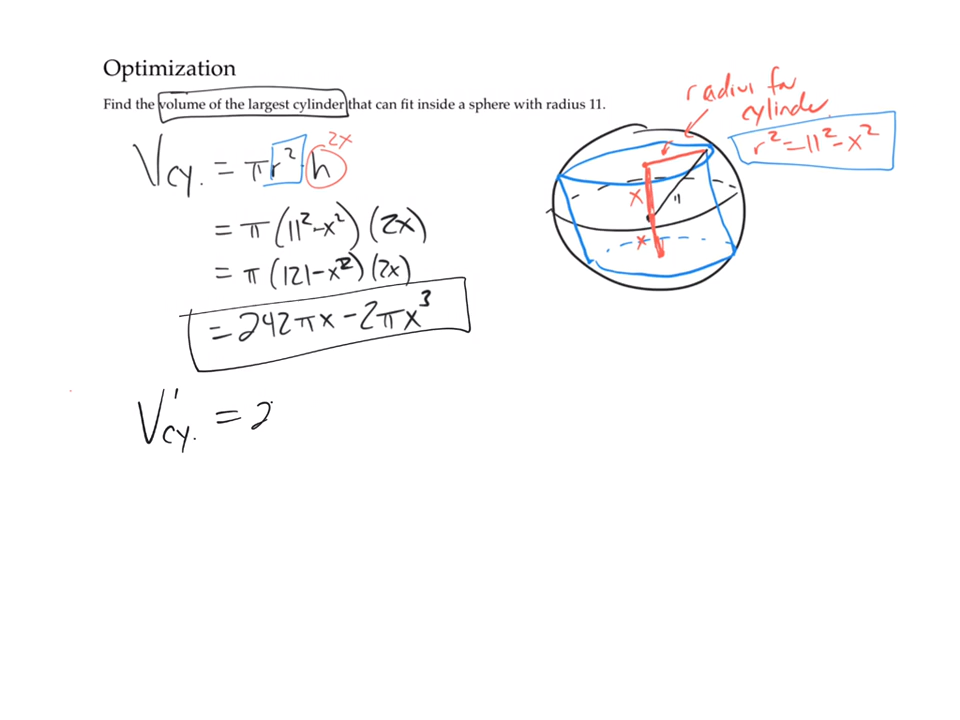 Optimization
Find the volume of the largest cylinder that can fit inside a sphere with radius 11.
radius for
cylinder
r² = 11² - x²
2x
V_cy. = π r² · h
= π (11² - x²) (2x)
= π (121 - x²) (2x)
= 242πx - 2πx³
x
11
x
V'_cy. = 2